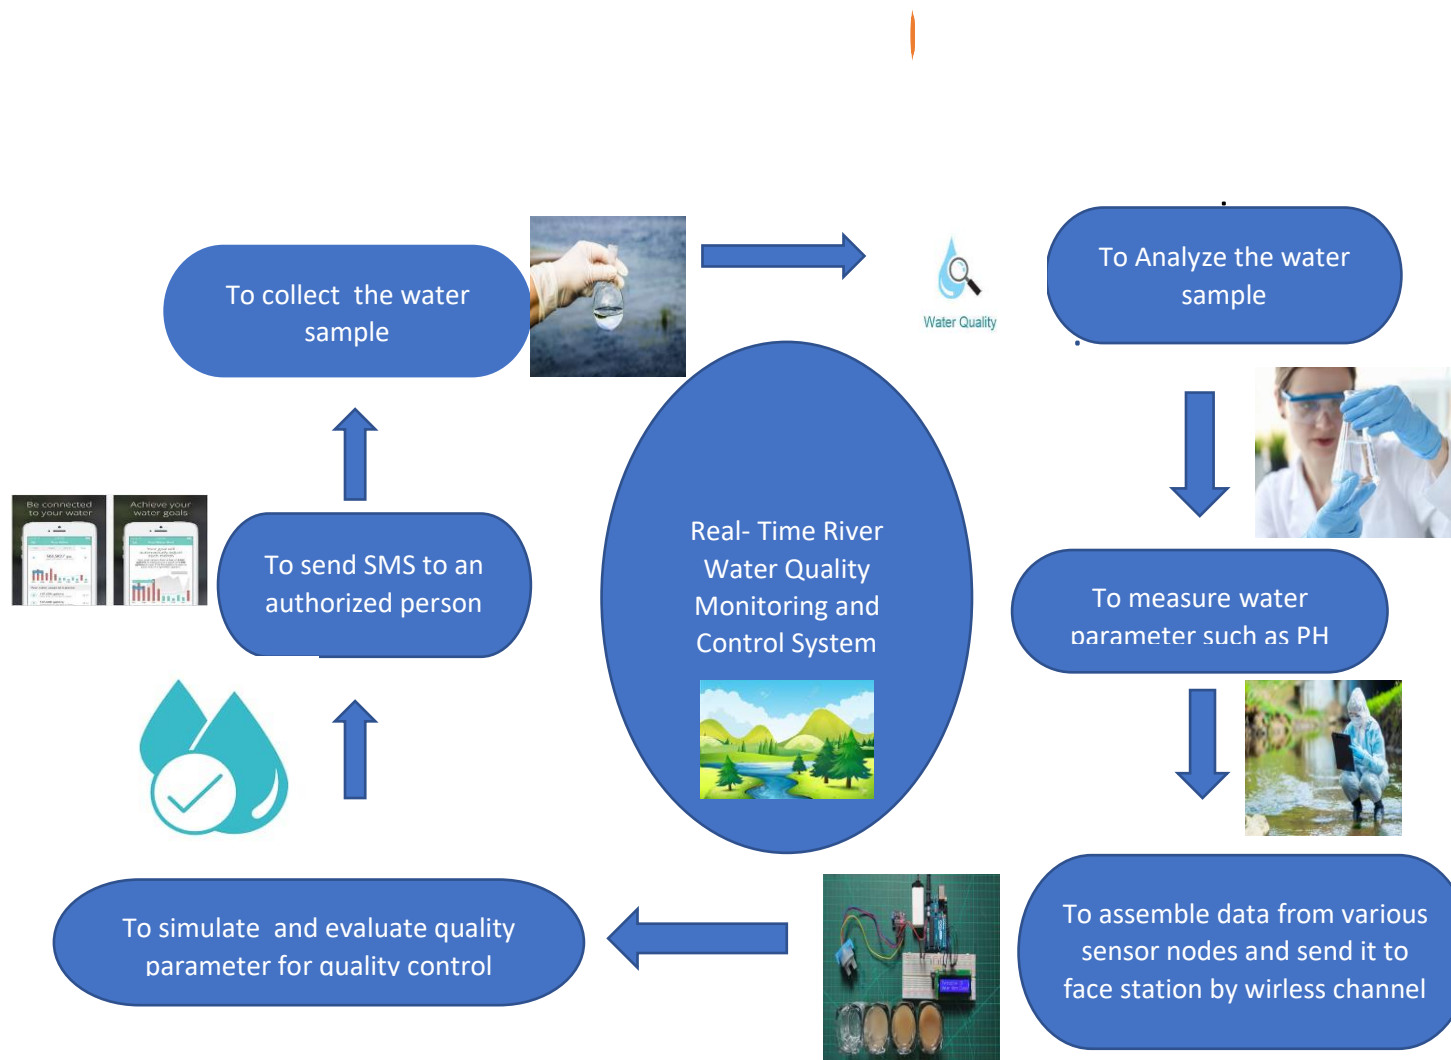 To collect  the water
sample
Water Quality
To Analyze the water
sample
Be connected
to your water
Achieve your
water goals
To send SMS to an
authorized person
Real- Time River
Water Quality
Monitoring and
Control System
To measure water
parameter such as PH
To simulate  and evaluate quality
parameter for quality control
To assemble data from various
sensor nodes and send it to
face station by wirless channel